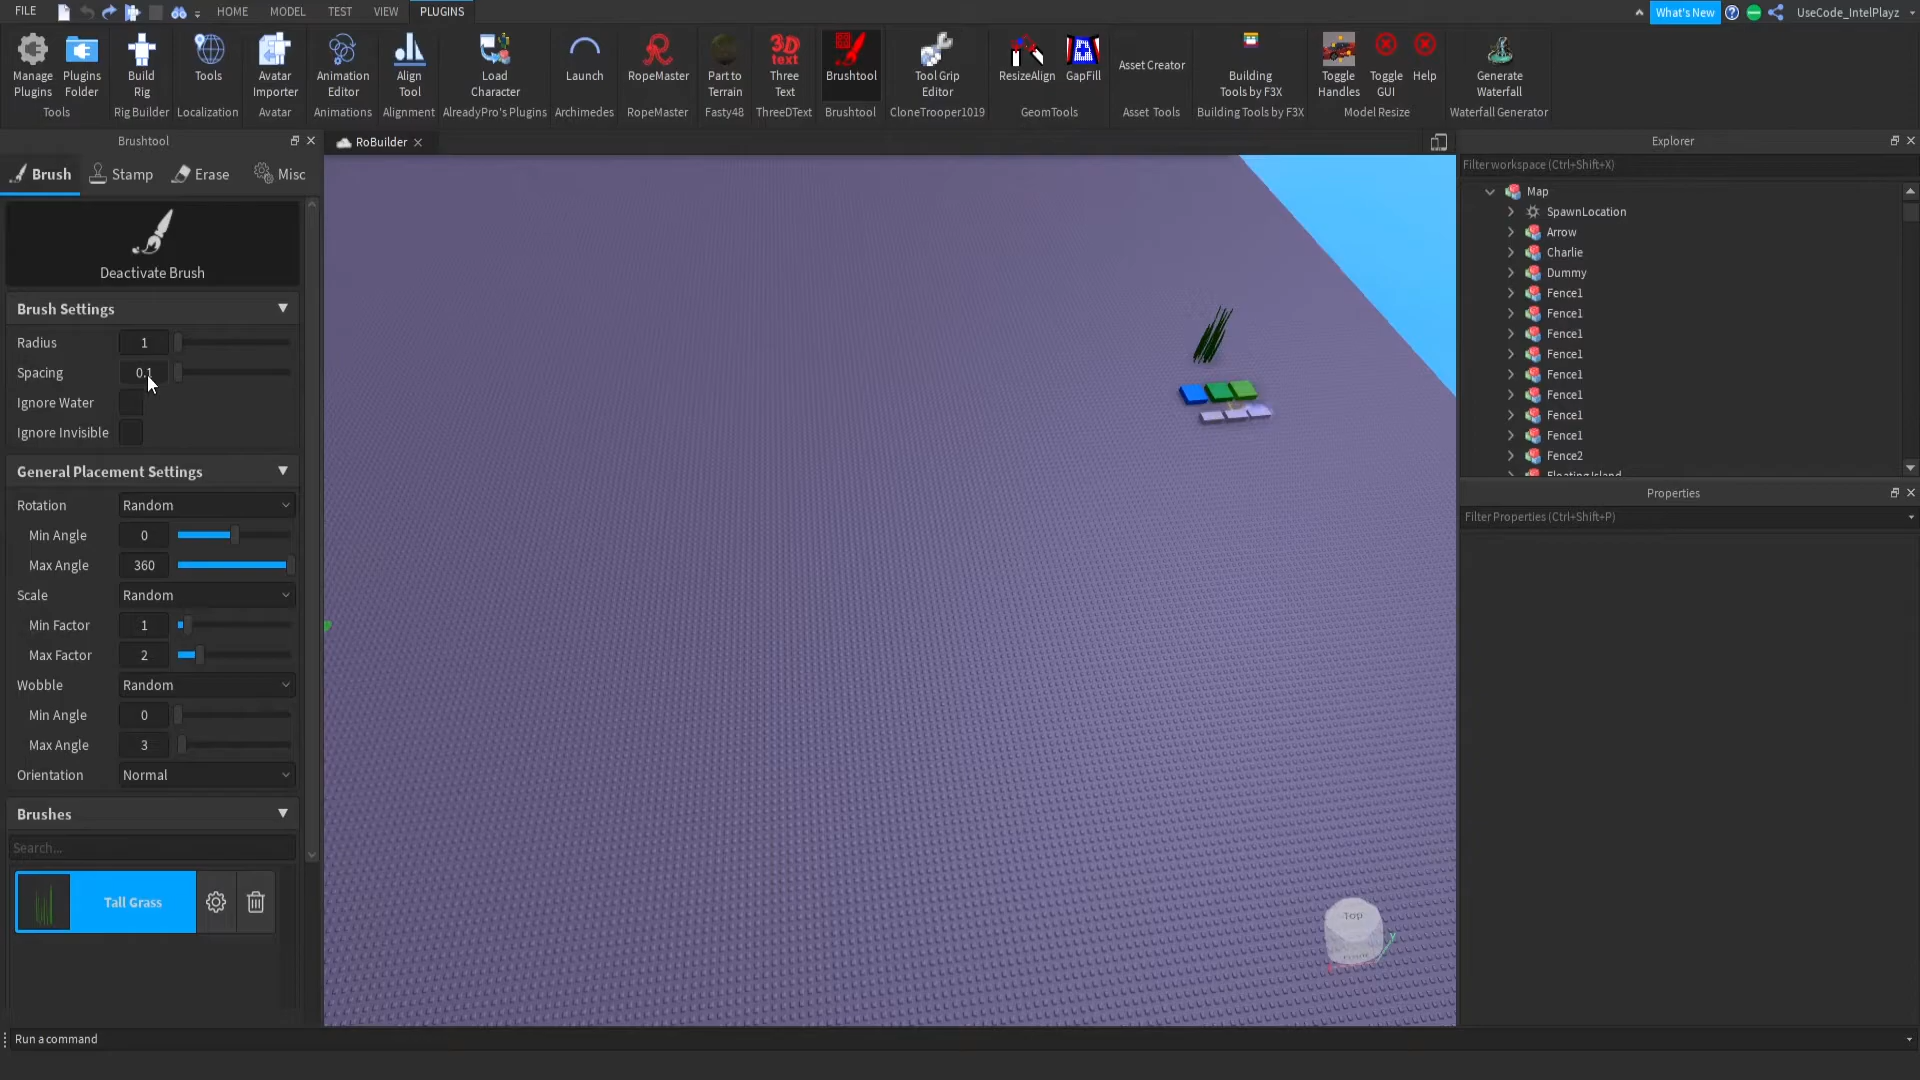 FILE HOME MODEL TEST VIEW PLUGINS What's New UseCode_IntelPlayz
Manage Plugins
Plugins Folder
Build Rig
Tools
Avatar Importer
Animation Editor
Align Tool
Load Character
Launch
RopeMaster
Part to Terrain
3D text
Three Text
Brushtool
Tool Grip Editor
ResizeAlign
GapFill
Asset Creator
Building Tools by F3X
Toggle Handles
Toggle GUI
Help
Generate Waterfall
Tools Rig Builder Localization Avatar Animations Alignment AlreadyPro's Plugins Archimedes RopeMaster Fasty48 ThreeDText Brushtool CloneTrooper1019 GeomTools Asset Tools Building Tools by F3X Model Resize Waterfall Generator
Brushtool
Brush Stamp Erase Misc
Deactivate Brush
Brush Settings
Radius 1
Spacing 0.1
Ignore Water
Ignore Invisible
General Placement Settings
Rotation Random
Min Angle 0
Max Angle 360
Scale Random
Min Factor 1
Max Factor 2
Wobble Random
Min Angle 0
Max Angle 3
Orientation Normal
Brushes
Search...
Tall Grass
RoBuilder
Top
Explorer
Filter workspace (Ctrl+Shift+X)
Map
SpawnLocation
Arrow
Charlie
Dummy
Fence1
Fence1
Fence1
Fence1
Fence1
Fence1
Fence1
Fence1
Fence2
Properties
Filter Properties (Ctrl+Shift+P)
Run a command